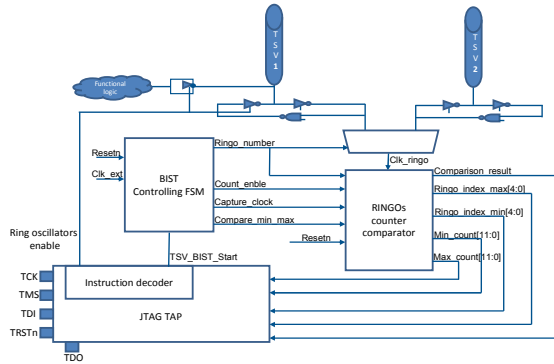 T
S
V
1
T
S
V
2
Functional
logic
Ringo_number
Resetn
Clk_ringo
Clk_ext
BIST
Controlling FSM
Comparison_result
Count_enble
Ringo_index_max[4:0]
Capture_clock
RINGOs
counter
comparator
Ringo_index_min[4:0]
Compare_min_max
Min_count[11:0]
Resetn
Ring oscillators
enable
TSV_BIST_Start
Max_count[11:0]
TCK
Instruction decoder
TMS
TDI
JTAG TAP
TRSTn
TDO